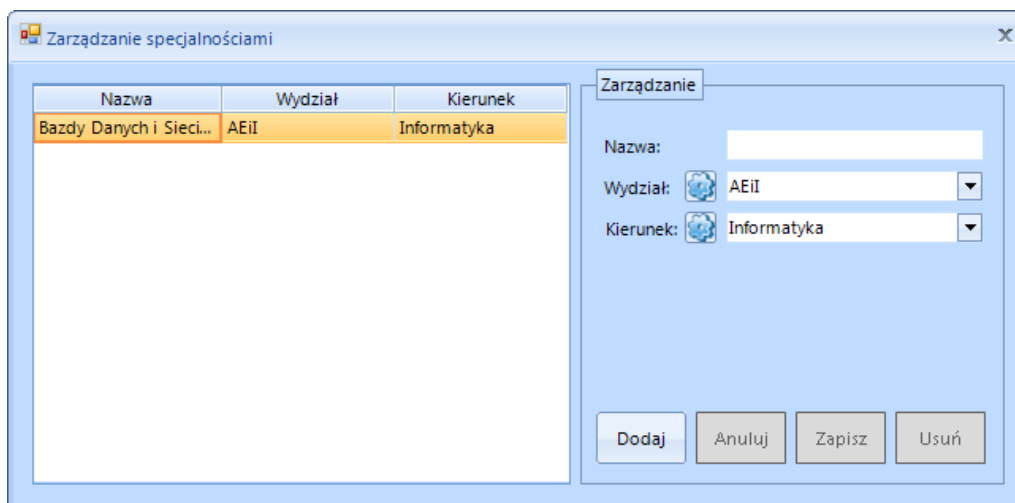 Zarządzanie specjalnościami
Nazwa Wydział Kierunek
Bazdy Danych i Sieci... AEiI Informatyka
Zarządzanie
Nazwa:
Wydział: AEiI
Kierunek: Informatyka
Dodaj Anuluj Zapisz Usuń